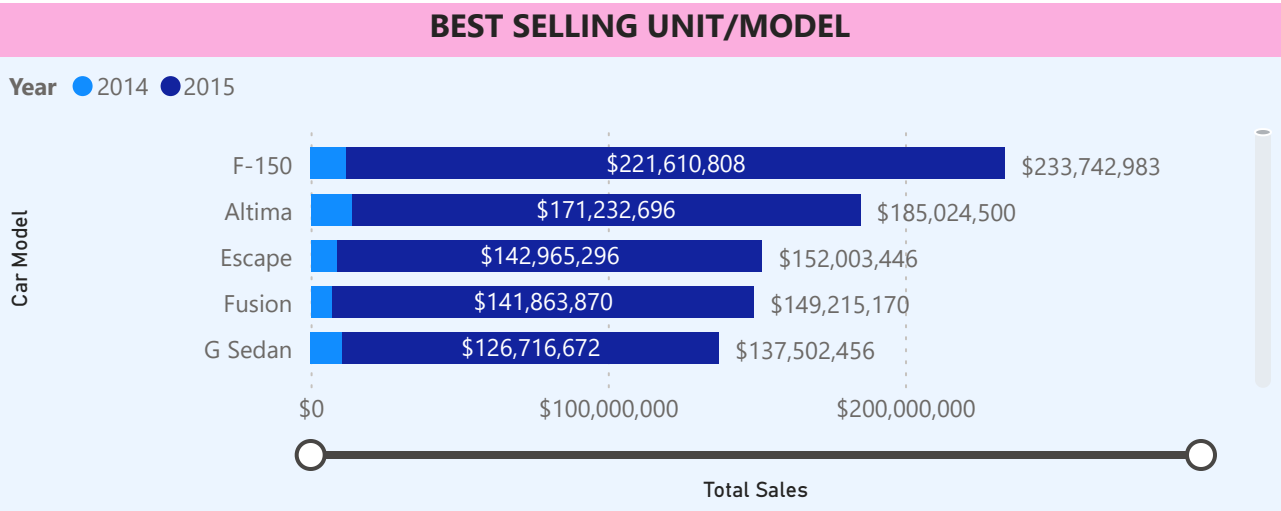 BEST SELLING UNIT/MODEL
Year 2014 2015
Car Model
F-150 $221,610,808 $233,742,983
Altima $171,232,696 $185,024,500
Escape $142,965,296 $152,003,446
Fusion $141,863,870 $149,215,170
G Sedan $126,716,672 $137,502,456
$0 $100,000,000 $200,000,000
Total Sales